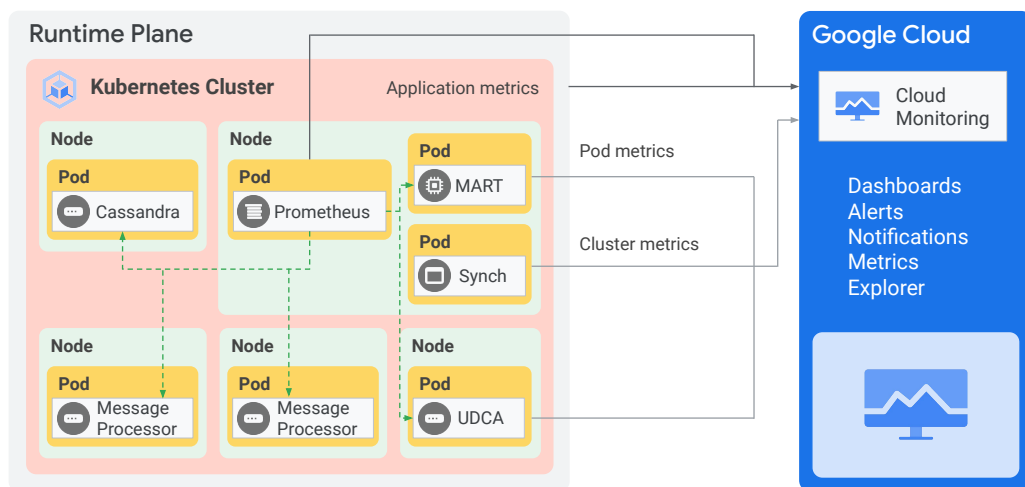 Runtime Plane
Kubernetes Cluster
Application metrics
Node
Pod
Cassandra
Node
Pod
Prometheus
Pod
MART
Pod
Synch
Node
Pod
Message
Processor
Node
Pod
Message
Processor
Node
Pod
UDCA
Pod metrics
Cluster metrics
Google Cloud
Cloud
Monitoring
Dashboards
Alerts
Notifications
Metrics
Explorer